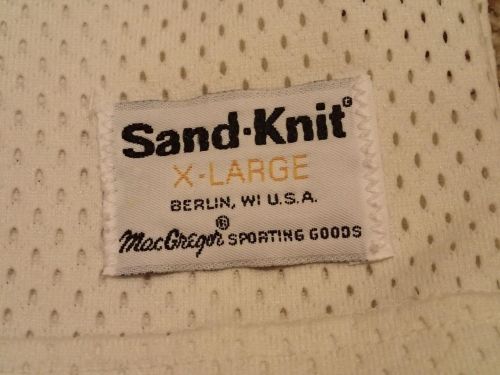 Sand·Knit®
X-LARGE
BERLIN, WI U.S.A.
MacGregor® SPORTING GOODS